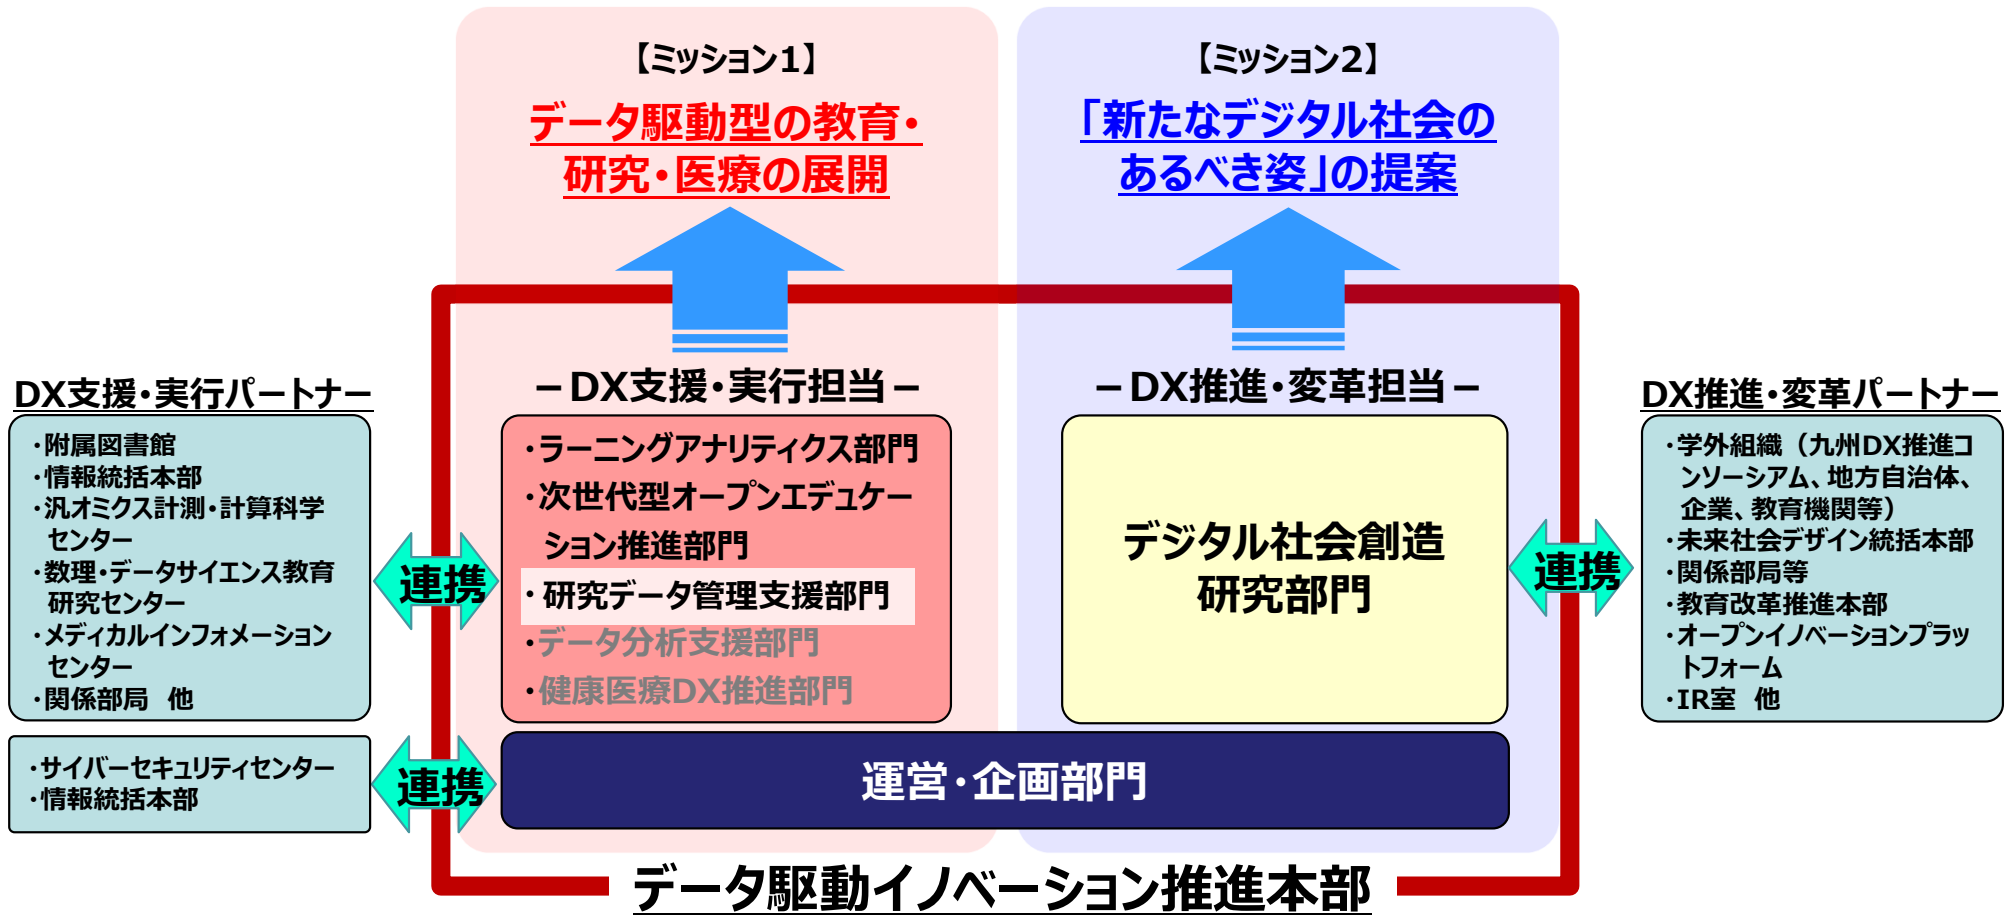 【ミッション1】
データ駆動型の教育・
研究・医療の展開
【ミッション2】
「新たなデジタル社会の
あるべき姿」の提案
DX支援・実行パートナー
・附属図書館
・情報統括本部
・汎オミクス計測・計算科学
センター
・数理・データサイエンス教育
研究センター
・メディカルインフォメーション
センター
・関係部局　他
・サイバーセキュリティセンター
・情報統括本部
連携
連携
－DX支援・実行担当－
・ラーニングアナリティクス部門
・次世代型オープンエデュケー
ション推進部門
・研究データ管理支援部門
・データ分析支援部門
・健康医療DX推進部門
－DX推進・変革担当－
デジタル社会創造
研究部門
運営・企画部門
連携
DX推進・変革パートナー
・学外組織（九州DX推進コ
ンソーシアム、地方自治体、
企業、教育機関等）
・未来社会デザイン統括本部
・関係部局等
・教育改革推進本部
・オープンイノベーションプラッ
トフォーム
・IR室　他
データ駆動イノベーション推進本部